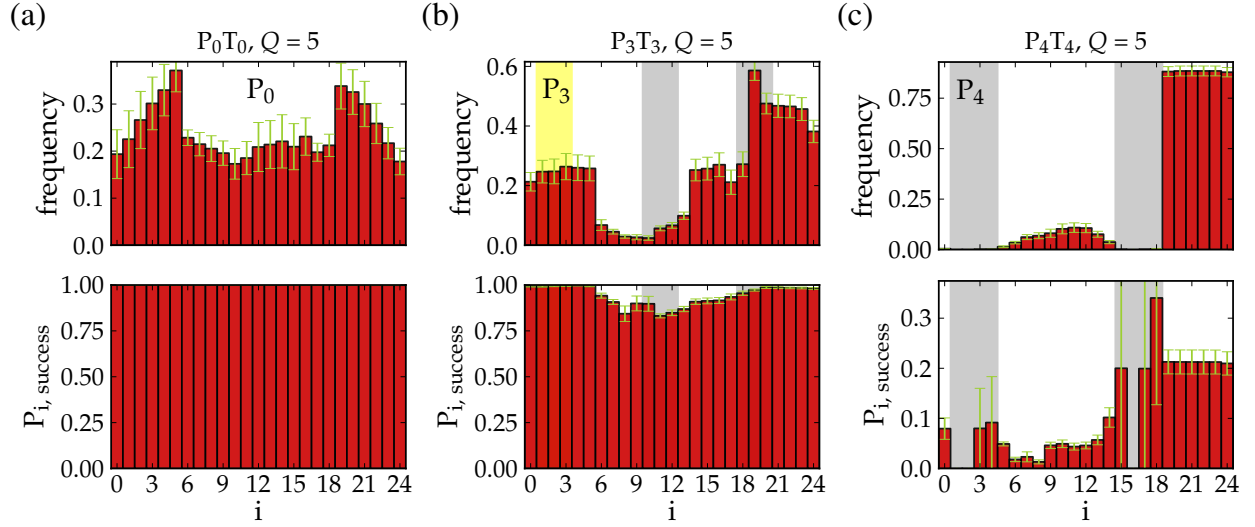 (a)
(b)
(c)
P₀T₀, Q = 5
P₃T₃, Q = 5
P₄T₄, Q = 5
frequency
0.3
0.2
0.1
0.0
P₀
frequency
0.6
0.4
0.2
0.0
P₃
frequency
0.75
0.50
0.25
0.00
P₄
Pᵢ, success
1.00
0.75
0.50
0.25
0.00
0 3 6 9 12 15 18 21 24
i
Pᵢ, success
1.00
0.75
0.50
0.25
0.00
0 3 6 9 12 15 18 21 24
i
Pᵢ, success
0.3
0.2
0.1
0.0
0 3 6 9 12 15 18 21 24
i